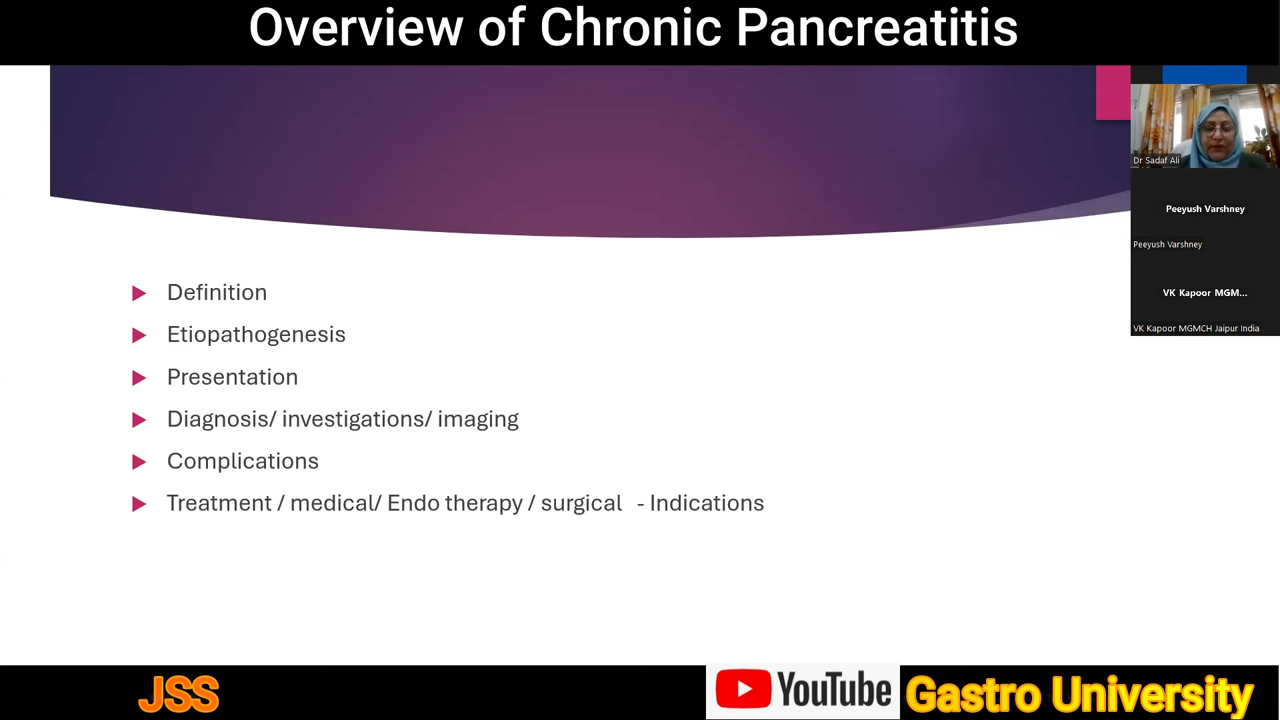 Overview of Chronic Pancreatitis
Dr Sadaf Ali
Peeyush Varshney
Peeyush Varshney
VK Kapoor MGM...
VK Kapoor MGMCH Jaipur India
Definition
Etiopathogenesis
Presentation
Diagnosis/ investigations/ imaging
Complications
Treatment / medical/ Endo therapy / surgical - Indications
JSS
YouTube
Gastro University